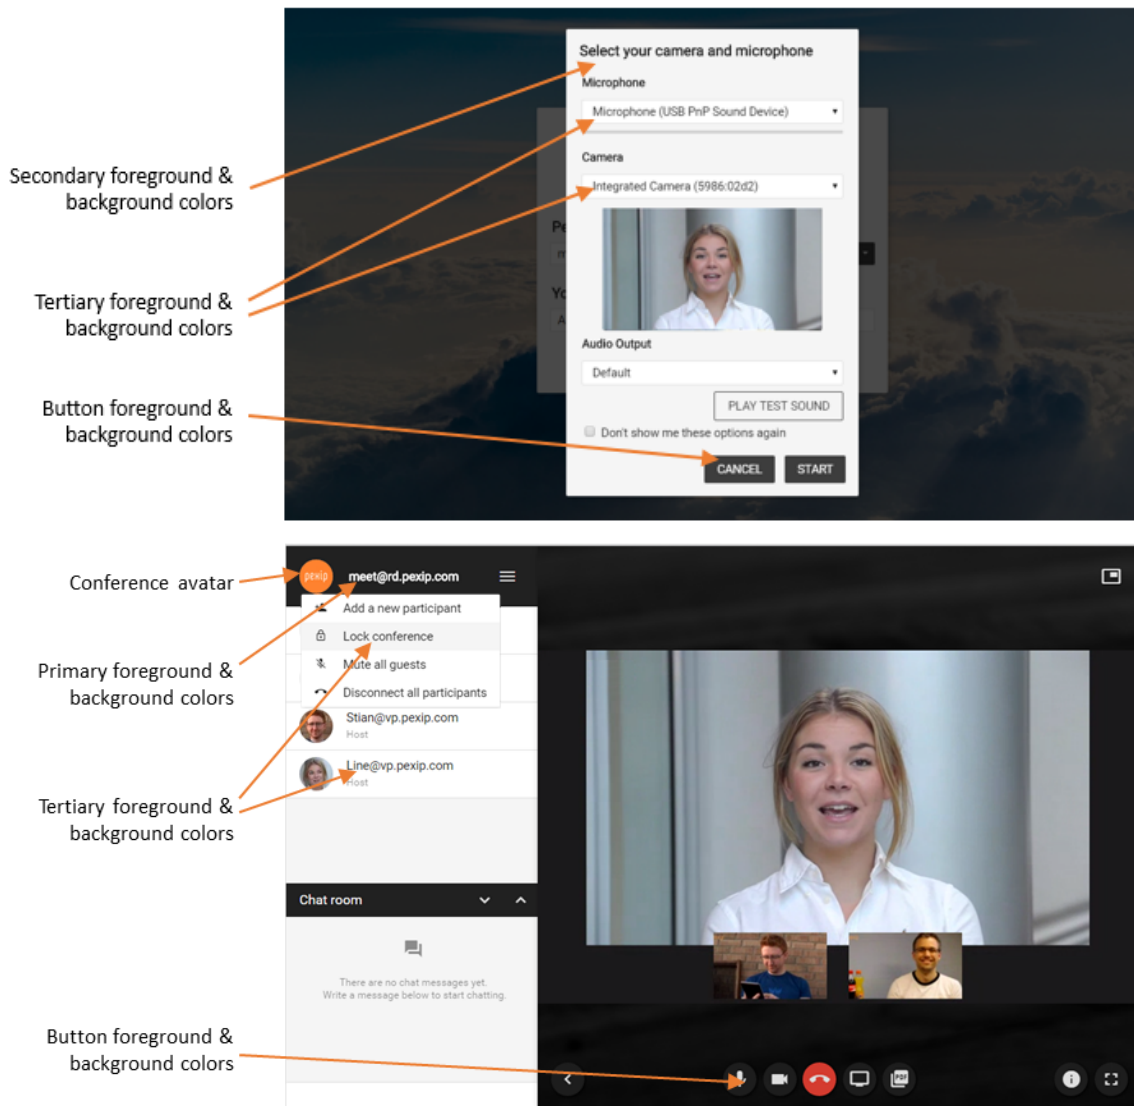 Select your camera and microphone
Microphone
Microphone (USB PnP Sound Device)
Secondary foreground &
background colors
Camera
Integrated Camera (5986:02d2)
Tertiary foreground &
background colors
Audio Output
Default
PLAY TEST SOUND
Button foreground &
background colors
Don't show me these options again
CANCEL
START
Conference avatar
pexip
meet@rd.pexip.com
Add a new participant
Lock conference
Mute all guests
Disconnect all participants
Primary foreground &
background colors
Stian@vp.pexip.com
Host
Line@vp.pexip.com
Host
Tertiary foreground &
background colors
Chat room
There are no chat messages yet.
Write a message below to start chatting.
Button foreground &
background colors
PDF